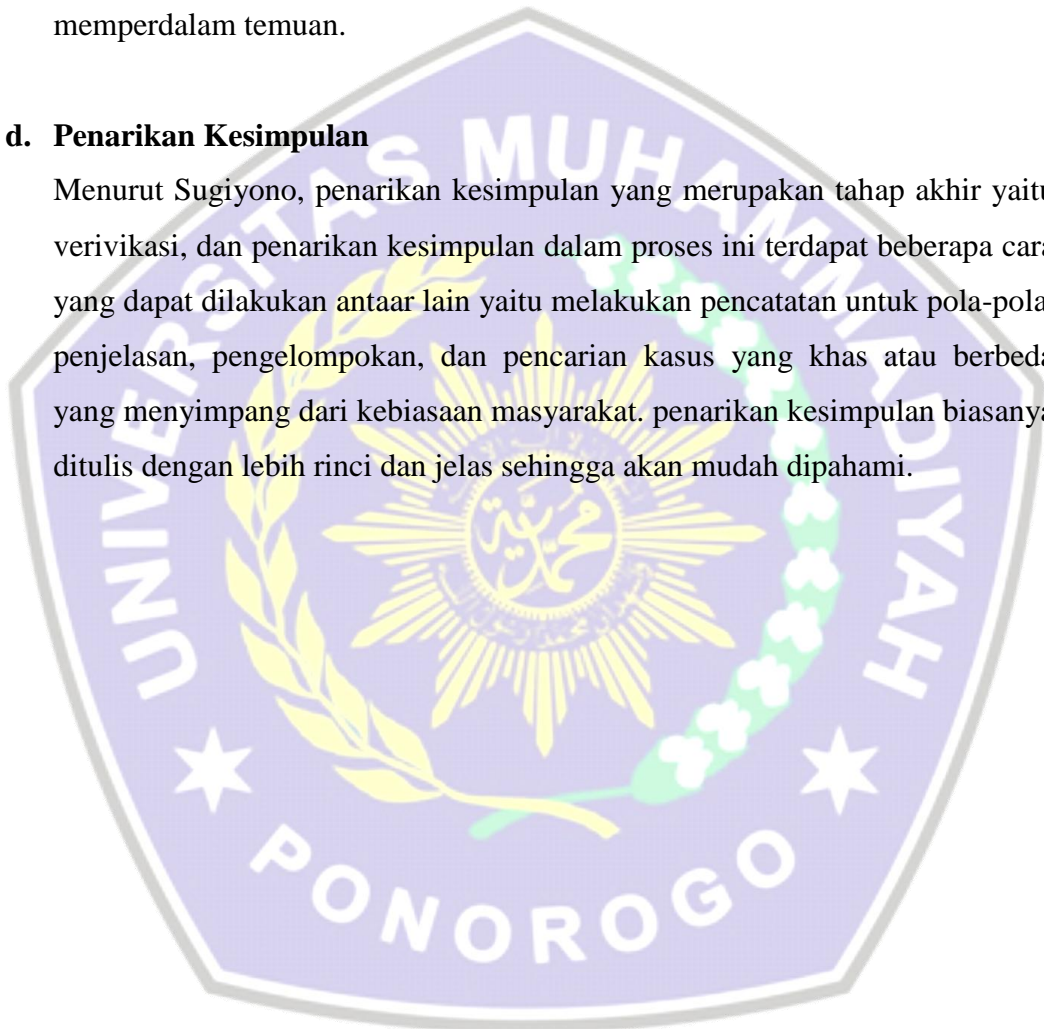 memperdalam temuan.
d. Penarikan Kesimpulan
Menurut Sugiyono, penarikan kesimpulan yang merupakan tahap akhir yaitu
verivikasi, dan penarikan kesimpulan dalam proses ini terdapat beberapa cara
yang dapat dilakukan antaar lain yaitu melakukan pencatatan untuk pola-pola
penjelasan, pengelompokan, dan pencarian kasus yang khas atau berbeda
yang menyimpang dari kebiasaan masyarakat. penarikan kesimpulan biasanya
ditulis dengan lebih rinci dan jelas sehingga akan mudah dipahami.
UNIVERSITAS MUHAMMADIYAH
محمدية
PONOROGO